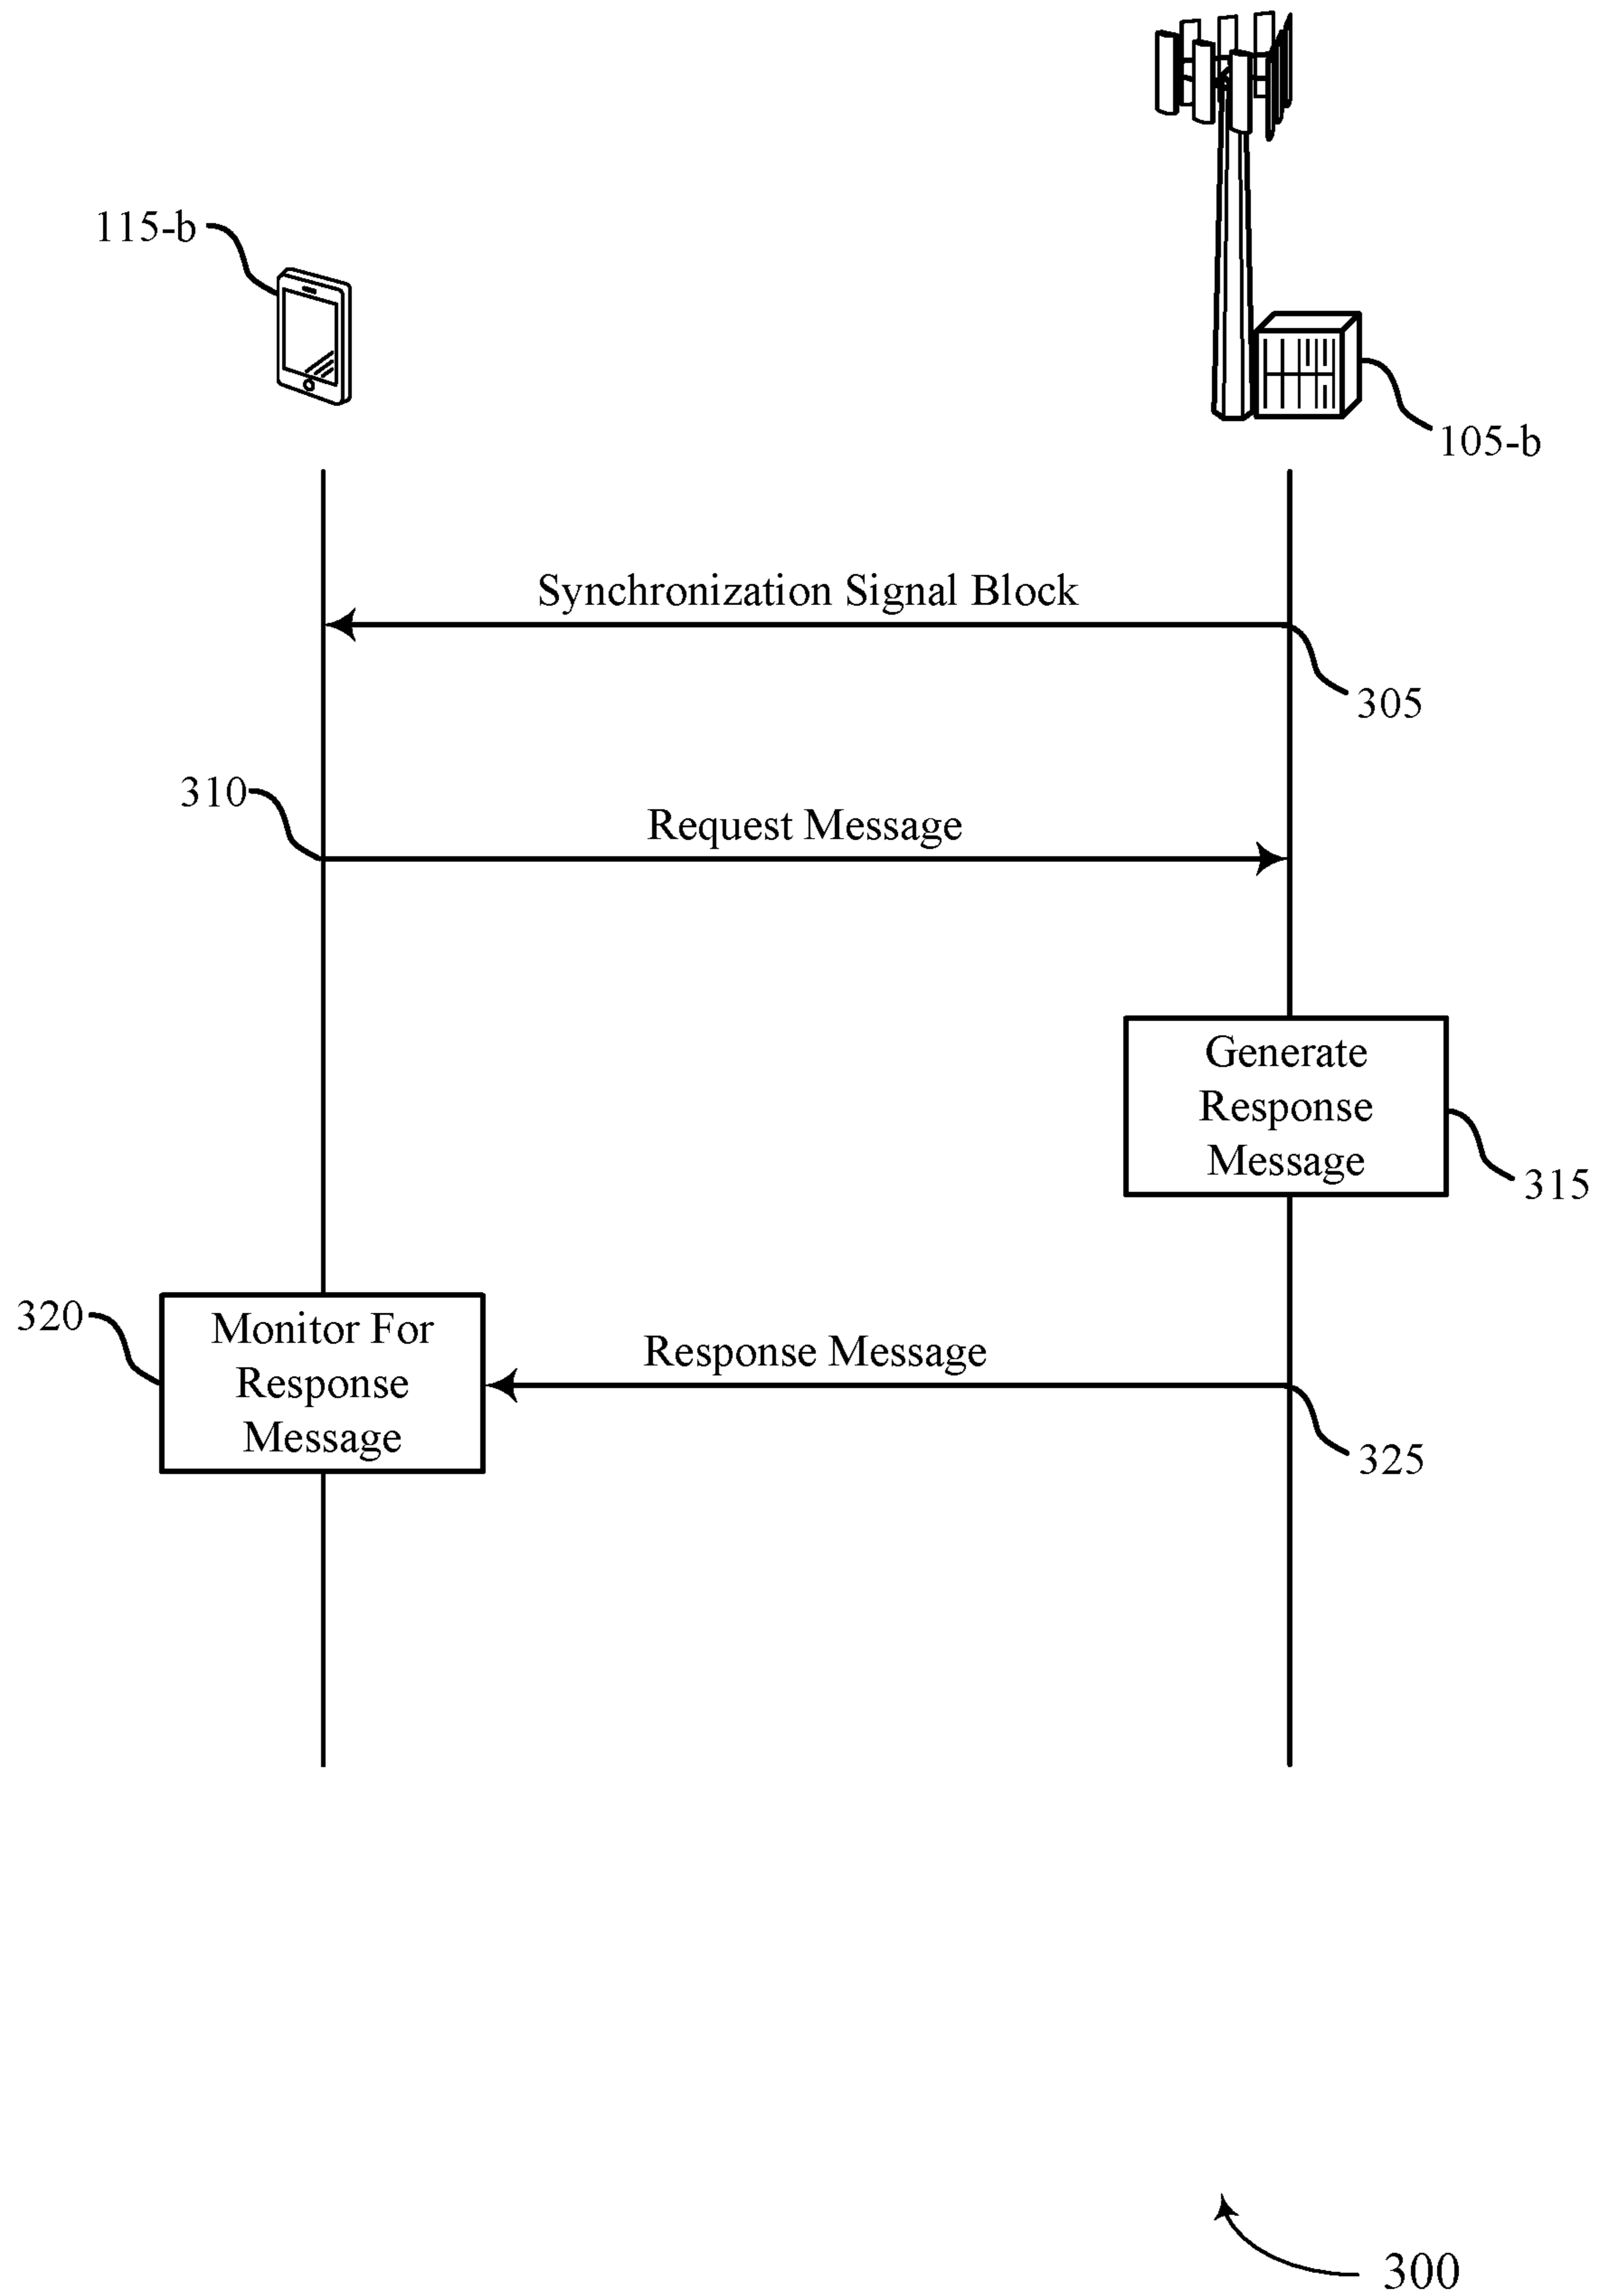 115-b
105-b
Synchronization Signal Block
305
310
Request Message
Generate
Response
Message
315
320
Monitor For
Response
Message
Response Message
325
300